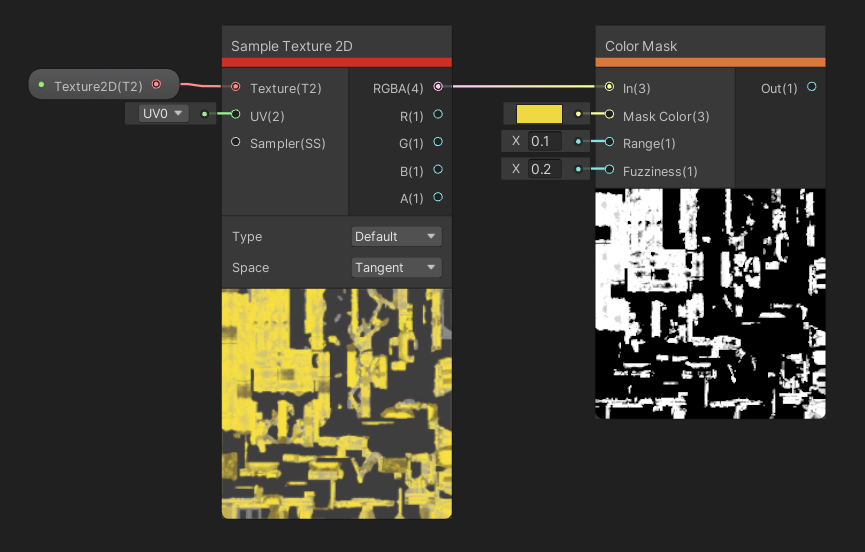 Sample Texture 2D
Texture2D(T2)
Texture(T2)
RGBA(4)
UV0
UV(2)
R(1)
Sampler(SS)
G(1)
B(1)
A(1)
Type
Default
Space
Tangent
Color Mask
In(3)
Out(1)
Mask Color(3)
X 0.1
Range(1)
X 0.2
Fuzziness(1)